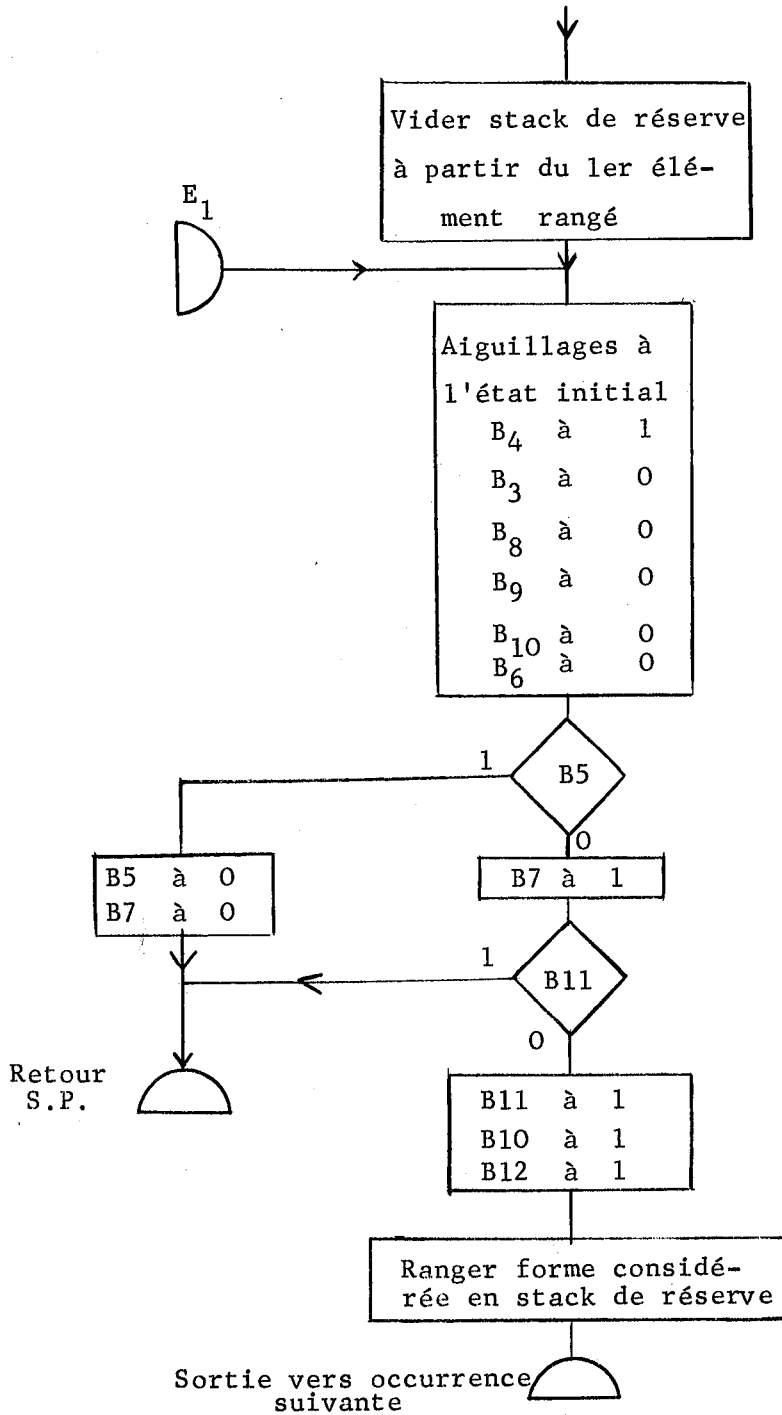 Vider stack de réserve
à partir du 1er élé-
ment rangé
E1
Aiguillages à
l'état initial
B4 à 1
B3 à 0
B8 à 0
B9 à 0
B10 à 0
B6 à 0
1
B5
0
B5 à 0
B7 à 0
B7 à 1
1
B11
0
Retour
S.P.
B11 à 1
B10 à 1
B12 à 1
Ranger forme considé-
rée en stack de réserve
Sortie vers occurrence
suivante